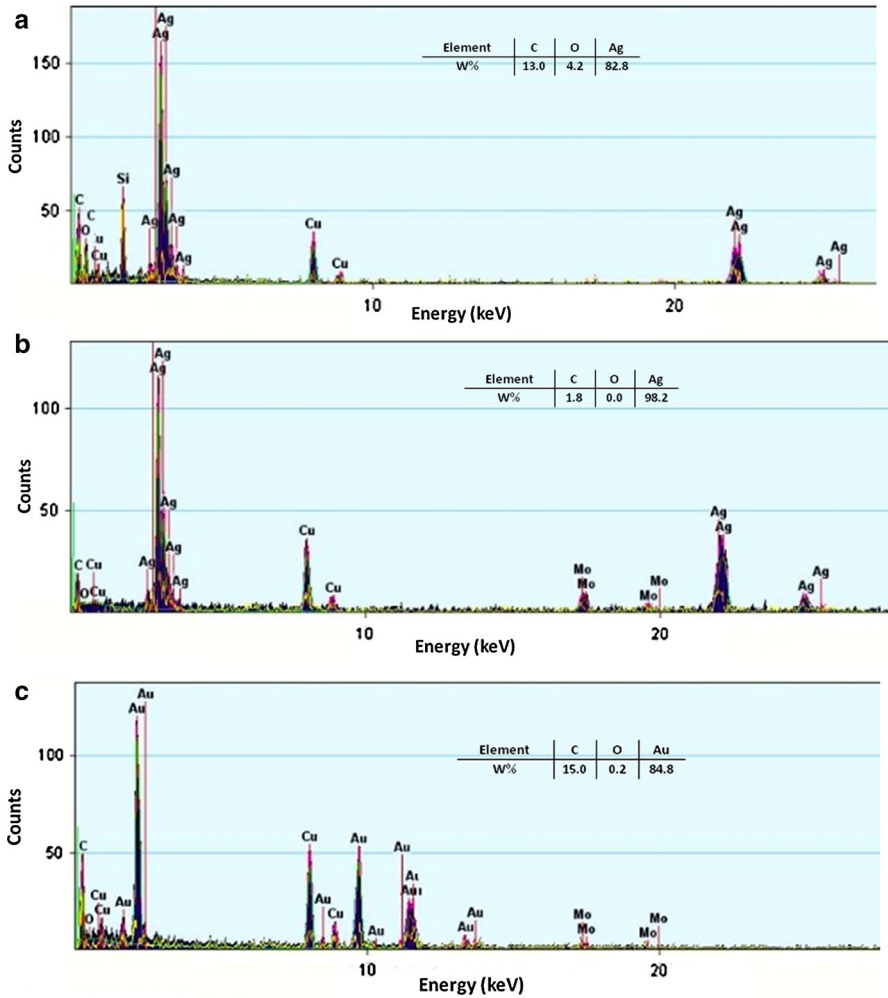 a
Ag
Ag
Element C O Ag
W% 13.0 4.2 82.8
150
100
Counts
Ag
Si
C
C
Ag
Ag
50
O
u
Cu
Ag
Cu
Cu
Ag
Ag
Ag
Ag
10
20
Energy (keV)
b
Ag
Ag
Element C O Ag
W% 1.8 0.0 98.2
100
Counts
50
Ag
Ag
Ag
Cu
Ag
C
Cu
Ag
Ag
O
Cu
Ag
Cu
Mo
Mo
Mo
Mo
Ag
Ag
10
20
Energy (keV)
c
Au
Au
Element C O Au
W% 15.0 0.2 84.8
100
Counts
50
C
Cu
Au
Au
Au
Cu
Cu
O
Au
Au
Cu
Au
Au
Au
Mo
Mo
Mo
Mo
10
20
Energy (keV)